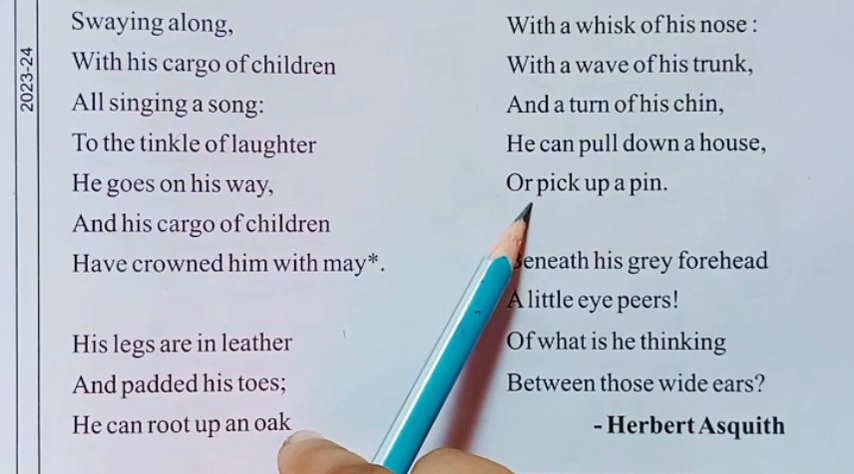 2023-24
Swaying along,
With his cargo of children
All singing a song:
To the tinkle of laughter
He goes on his way,
And his cargo of children
Have crowned him with may*.
His legs are in leather
And padded his toes;
He can root up an oak
With a whisk of his nose :
With a wave of his trunk,
And a turn of his chin,
He can pull down a house,
Or pick up a pin.
Beneath his grey forehead
A little eye peers!
Of what is he thinking
Between those wide ears?
- Herbert Asquith